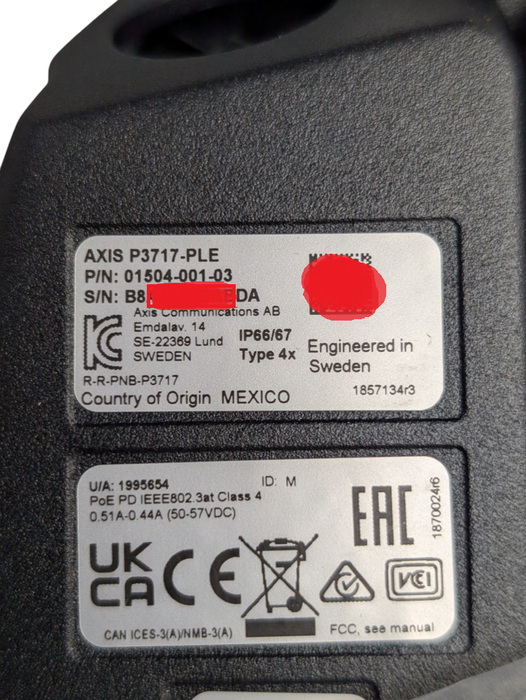 AXIS P3717-PLE
P/N: 01504-001-03
S/N: B8 DA
Axis Communications AB
Emdalav. 14
SE-22369 Lund
SWEDEN
IP66/67
Type 4x
Engineered in
Sweden
R-R-PNB-P3717
1857134r3
Country of Origin MEXICO
U/A: 1995654
ID: M
PoE PD IEEE802.3at Class 4
0.51A-0.44A (50-57VDC)
EAC
1870024r6
UK
CA
CE
VCI
CAN ICES-3(A)/NMB-3(A)
FCC, see manual